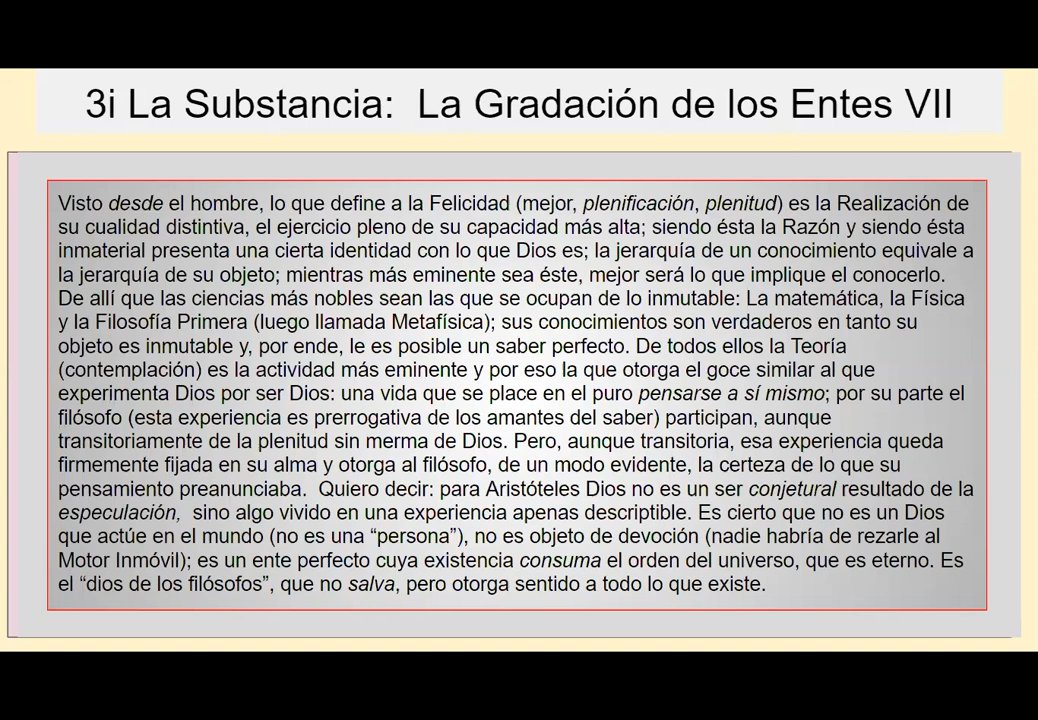 3i La Substancia:  La Gradación de los Entes VII
Visto desde el hombre, lo que define a la Felicidad (mejor, plenificación, plenitud) es la Realización de
su cualidad distintiva, el ejercicio pleno de su capacidad más alta; siendo ésta la Razón y siendo ésta
inmaterial presenta una cierta identidad con lo que Dios es; la jerarquía de un conocimiento equivale a
la jerarquía de su objeto; mientras más eminente sea éste, mejor será lo que implique el conocerlo.
De allí que las ciencias más nobles sean las que se ocupan de lo inmutable: La matemática, la Física
y la Filosofía Primera (luego llamada Metafísica); sus conocimientos son verdaderos en tanto su
objeto es inmutable y, por ende, le es posible un saber perfecto. De todos ellos la Teoría
(contemplación) es la actividad más eminente y por eso la que otorga el goce similar al que
experimenta Dios por ser Dios: una vida que se place en el puro pensarse a sí mismo; por su parte el
filósofo (esta experiencia es prerrogativa de los amantes del saber) participan, aunque
transitoriamente de la plenitud sin merma de Dios. Pero, aunque transitoria, esa experiencia queda
firmemente fijada en su alma y otorga al filósofo, de un modo evidente, la certeza de lo que su
pensamiento preanunciaba.  Quiero decir: para Aristóteles Dios no es un ser conjetural resultado de la
especulación,  sino algo vivido en una experiencia apenas descriptible. Es cierto que no es un Dios
que actúe en el mundo (no es una “persona”), no es objeto de devoción (nadie habría de rezarle al
Motor Inmóvil); es un ente perfecto cuya existencia consuma el orden del universo, que es eterno. Es
el “dios de los filósofos”, que no salva, pero otorga sentido a todo lo que existe.